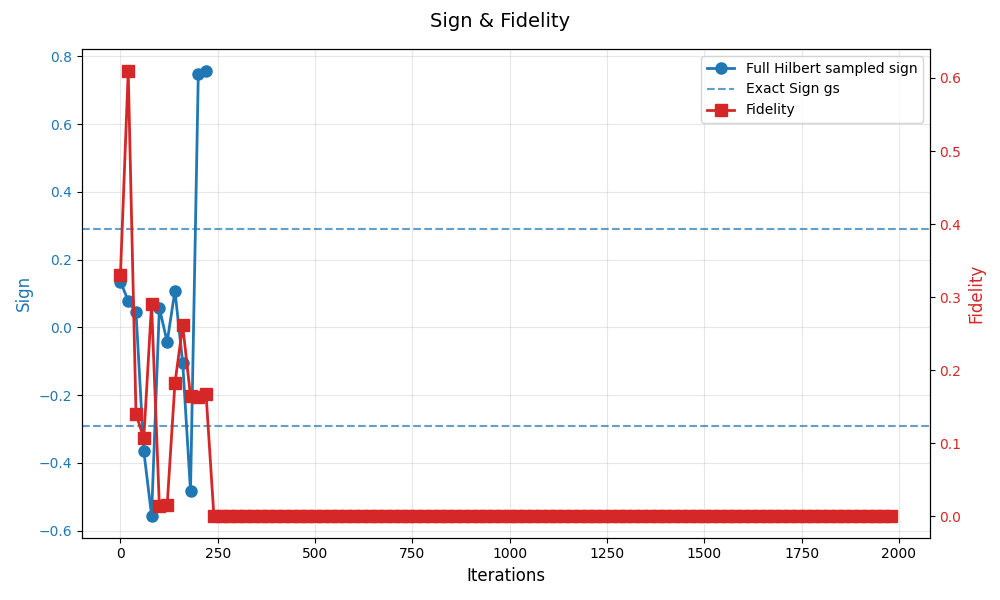 Sign & Fidelity
Full Hilbert sampled sign
Exact Sign gs
Fidelity
Sign
0.8
0.6
0.4
0.2
0.0
−0.2
−0.4
−0.6
0.6
0.5
0.4
0.3
0.2
0.1
0.0
Fidelity
0 250 500 750 1000 1250 1500 1750 2000
Iterations